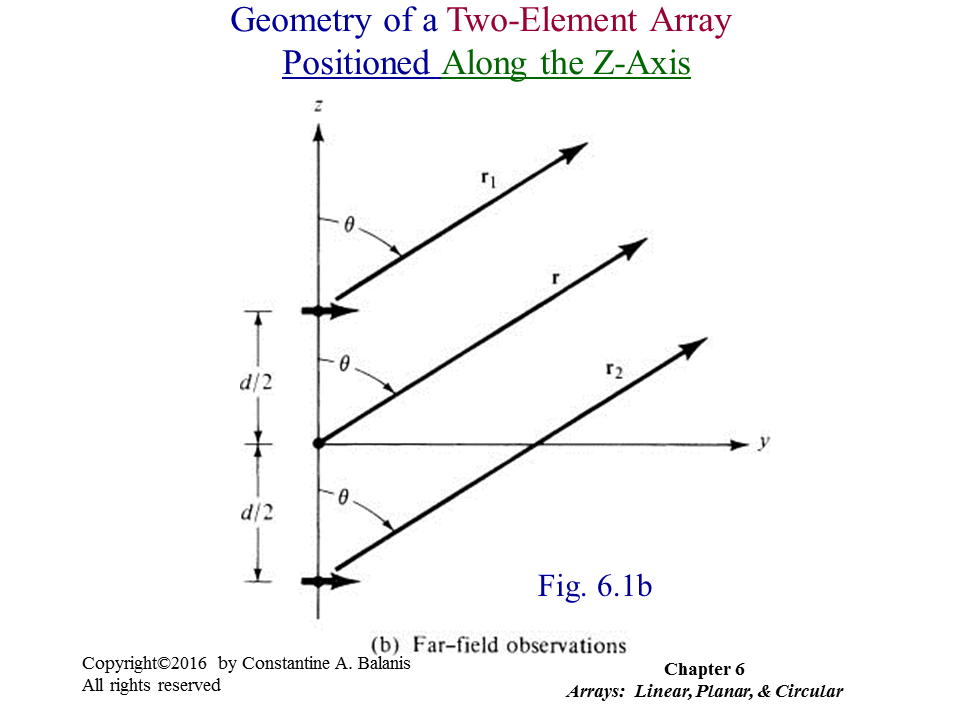 Geometry of a Two-Element Array
Positioned Along the Z-Axis
z
r1
θ
r
θ
r2
d/2
y
θ
d/2
Fig. 6.1b
(b) Far-field observations
Copyright©2016 by Constantine A. Balanis
All rights reserved
Chapter 6
Arrays: Linear, Planar, & Circular